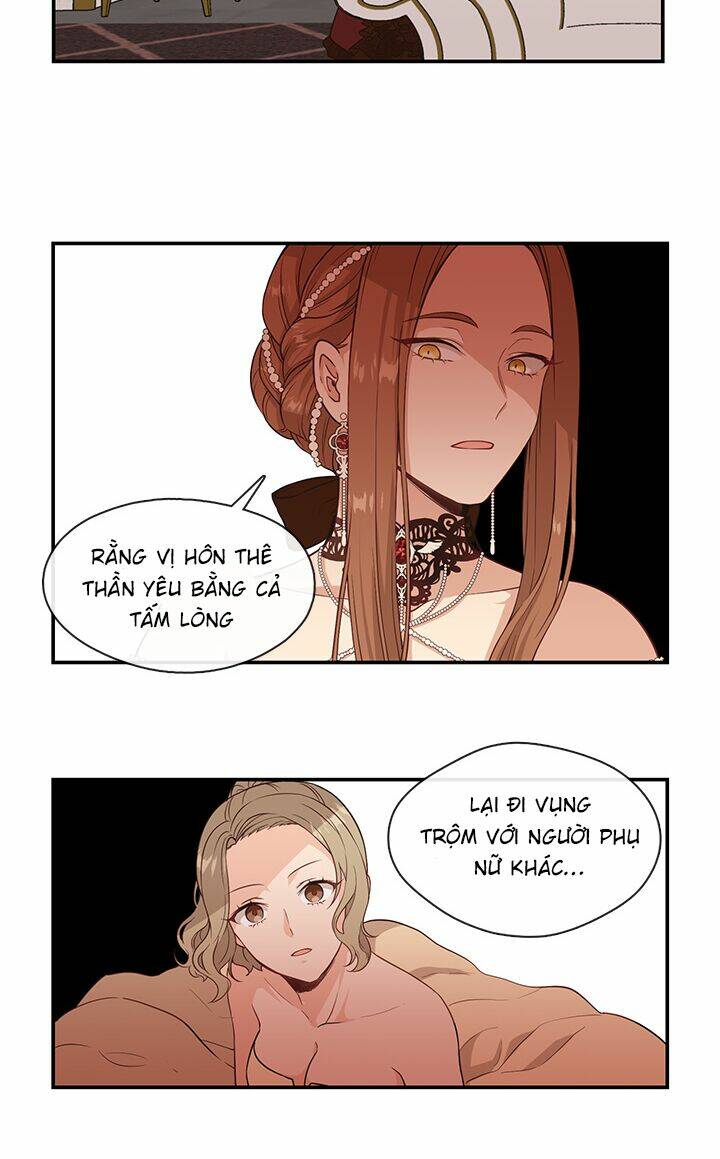 RẰNG VỊ HÔN THÊ
THẦN YÊU BẰNG CẢ
TẤM LÒNG
LẠI ĐI VỤNG
TRỘM VỚI NGƯỜI PHỤ
NỮ KHÁC...